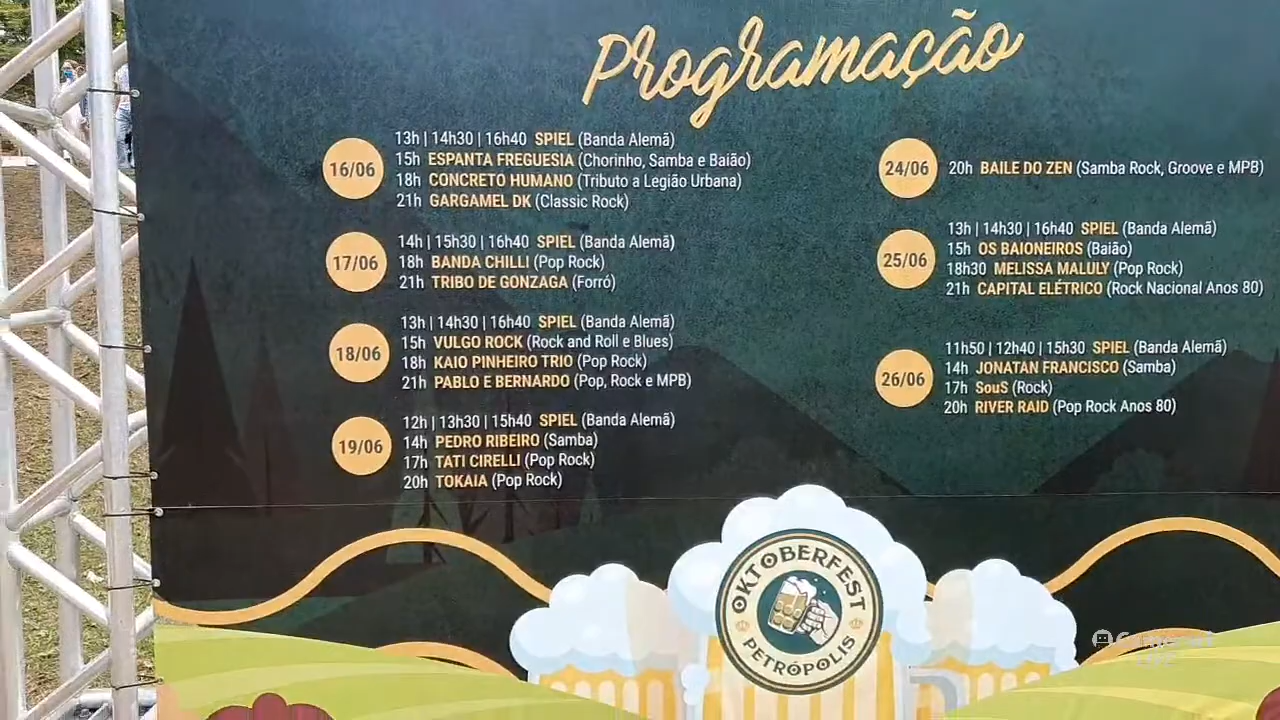 Programação
16/06
13h | 14h30 | 16h40 SPIEL (Banda Alemã)
15h ESPANTA FREGUESIA (Chorinho, Samba e Baião)
18h CONCRETO HUMANO (Tributo a Legião Urbana)
21h GARGAMEL DK (Classic Rock)
17/06
14h | 15h30 | 16h40 SPIEL (Banda Alemã)
18h BANDA CHILLI (Pop Rock)
21h TRIBO DE GONZAGA (Forró)
18/06
13h | 14h30 | 16h40 SPIEL (Banda Alemã)
15h VULGO ROCK (Rock and Roll e Blues)
18h KAIO PINHEIRO TRIO (Pop Rock)
21h PABLO E BERNARDO (Pop, Rock e MPB)
19/06
12h | 13h30 | 15h40 SPIEL (Banda Alemã)
14h PEDRO RIBEIRO (Samba)
17h TATI CIRELLI (Pop Rock)
20h TOKAIA (Pop Rock)
24/06
20h BAILE DO ZEN (Samba Rock, Groove e MPB)
25/06
13h | 14h30 | 16h40 SPIEL (Banda Alemã)
15h OS BAIONEIROS (Baião)
18h30 MELISSA MALULY (Pop Rock)
21h CAPITAL ELÉTRICO (Rock Nacional Anos 80)
26/06
11h50 | 12h40 | 15h30 SPIEL (Banda Alemã)
14h JONATAN FRANCISCO (Samba)
17h SouS (Rock)
20h RIVER RAID (Pop Rock Anos 80)
OKTOBERFEST
PETRÓPOLIS